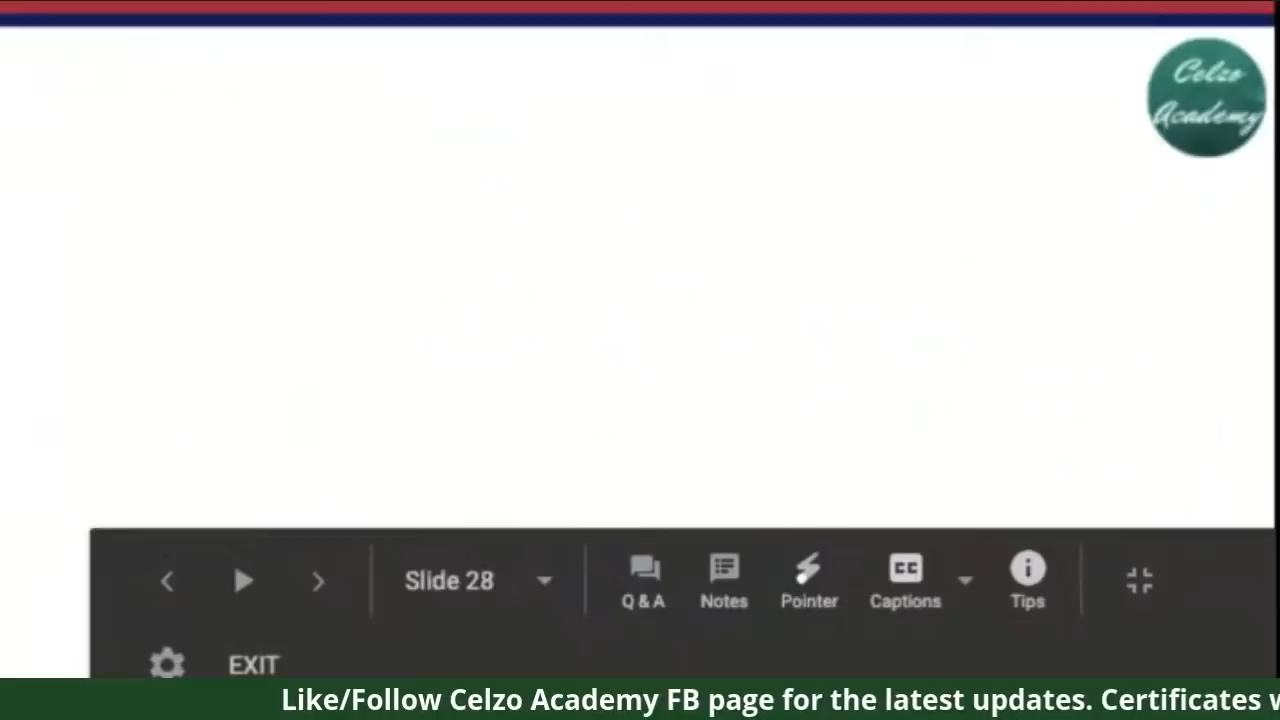 Celzo
Academy
Slide 28
Q & A
Notes
Pointer
CC
Captions
Tips
EXIT
Like/Follow Celzo Academy FB page for the latest updates. Certificates w